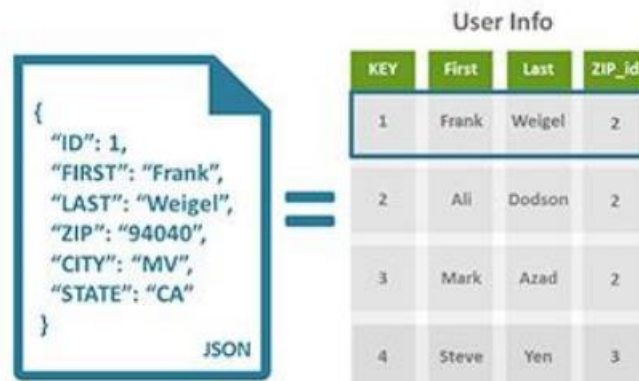 {
"ID": 1,
"FIRST": "Frank",
"LAST": "Weigel",
"ZIP": "94040",
"CITY": "MV",
"STATE": "CA"
}
JSON
=
User Info
KEY First Last ZIP_id
1 Frank Weigel 2
2 Ali Dodson 2
3 Mark Azad 2
4 Steve Yen 3